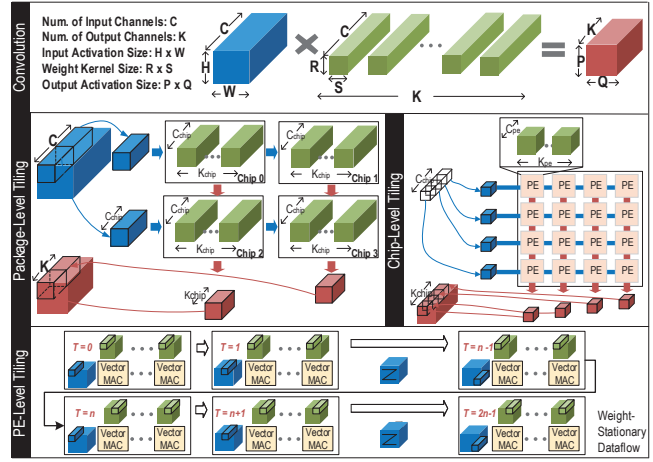 Convolution
Num. of Input Channels: C
Num. of Output Channels: K
Input Activation Size: H x W
Weight Kernel Size: R x S
Output Activation Size: P x Q
C
H
W
C
R
S
K
K
P
Q
Package-Level Tiling
C
Cchip
Cchip
Kchip
Chip 0
Cchip
Kchip
Chip 1
Cchip
Kchip
Chip 2
Cchip
Kchip
Chip 3
K
Kchip
Chip-Level Tiling
Cpe
Kpe
Cchip
PE PE PE PE
PE PE PE PE
PE PE PE PE
PE PE PE PE
Kchip
PE-Level Tiling
T = 0
Vector MAC
Vector MAC
T = 1
Vector MAC
Vector MAC
T = n-1
Vector MAC
Vector MAC
T = n
Vector MAC
Vector MAC
T = n+1
Vector MAC
Vector MAC
T = 2n-1
Vector MAC
Vector MAC
Weight-
Stationary
Dataflow